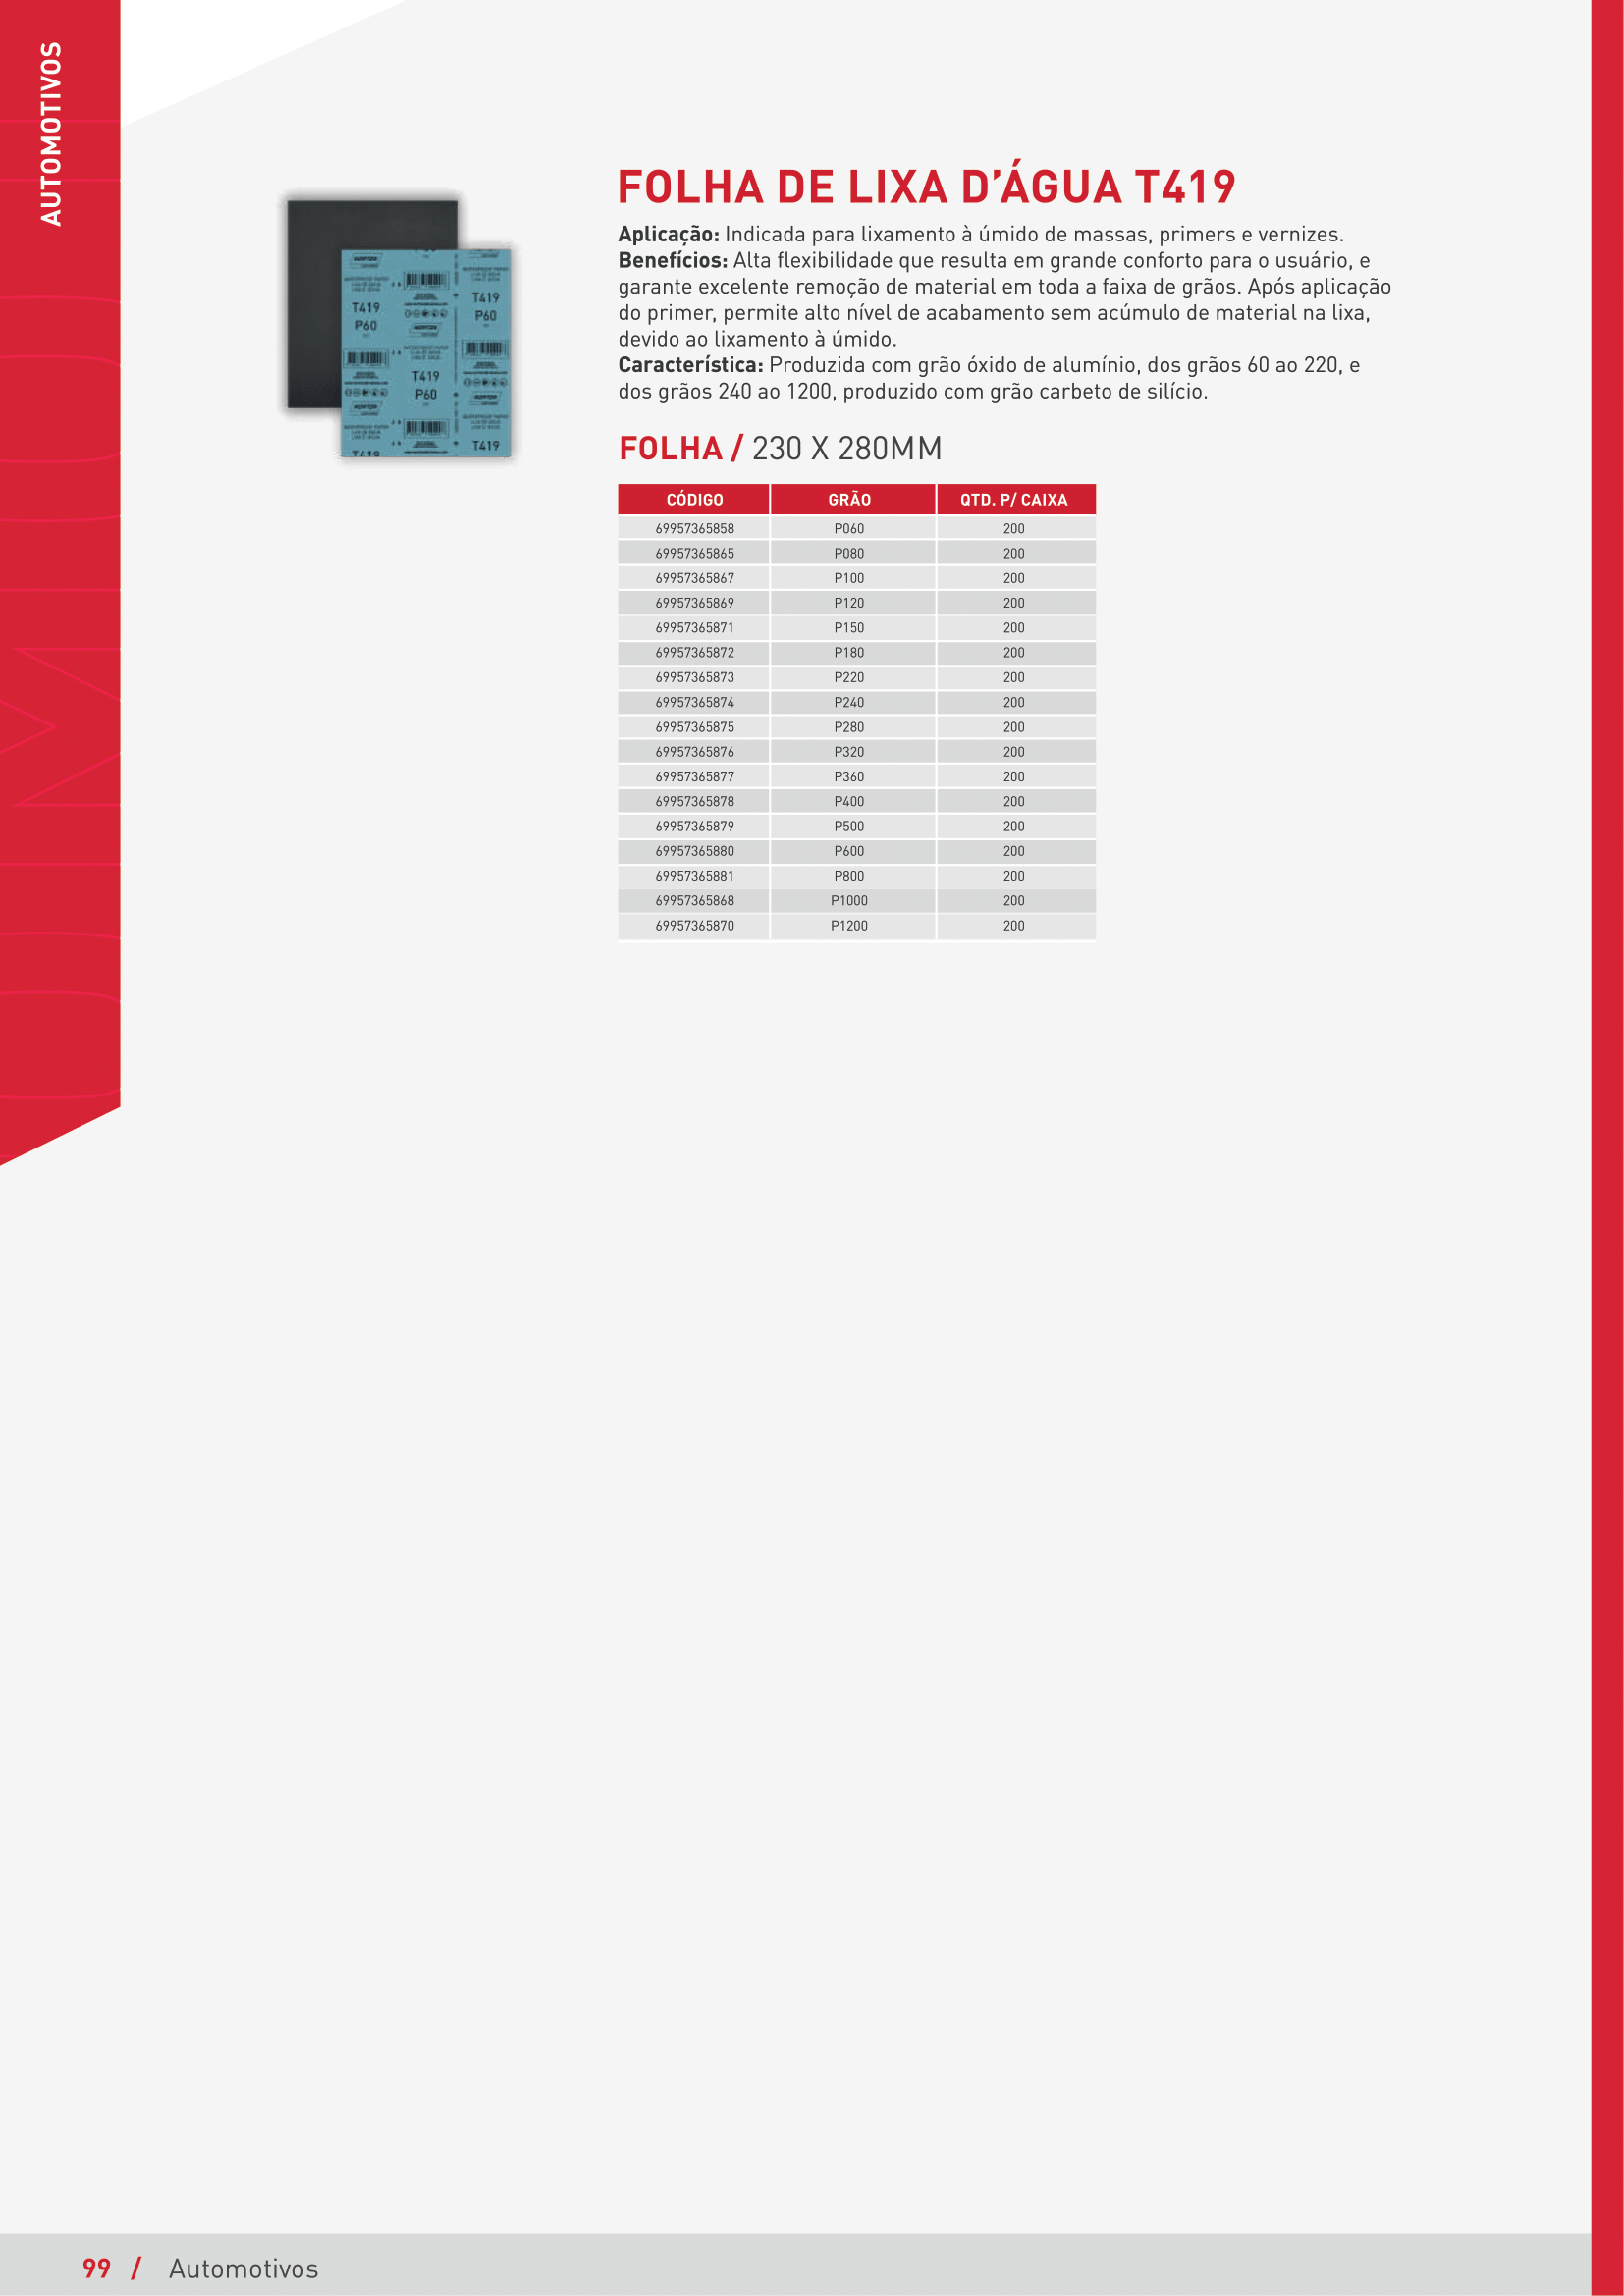 AUTOMOTIVOS
FOLHA DE LIXA D’ÁGUA T419
Aplicação: Indicada para lixamento à úmido de massas, primers e vernizes.
Benefícios: Alta flexibilidade que resulta em grande conforto para o usuário, e
garante excelente remoção de material em toda a faixa de grãos. Após aplicação
do primer, permite alto nível de acabamento sem acúmulo de material na lixa,
devido ao lixamento à úmido.
Característica: Produzida com grão óxido de alumínio, dos grãos 60 ao 220, e
dos grãos 240 ao 1200, produzido com grão carbeto de silício.
T419
P60
T419
P60
T419
P60
T419
T419
FOLHA / 230 X 280MM
CÓDIGO GRÃO QTD. P/ CAIXA
69957365858 P060 200
69957365865 P080 200
69957365867 P100 200
69957365869 P120 200
69957365871 P150 200
69957365872 P180 200
69957365873 P220 200
69957365874 P240 200
69957365875 P280 200
69957365876 P320 200
69957365877 P360 200
69957365878 P400 200
69957365879 P500 200
69957365880 P600 200
69957365881 P800 200
69957365868 P1000 200
69957365870 P1200 200
99 / Automotivos